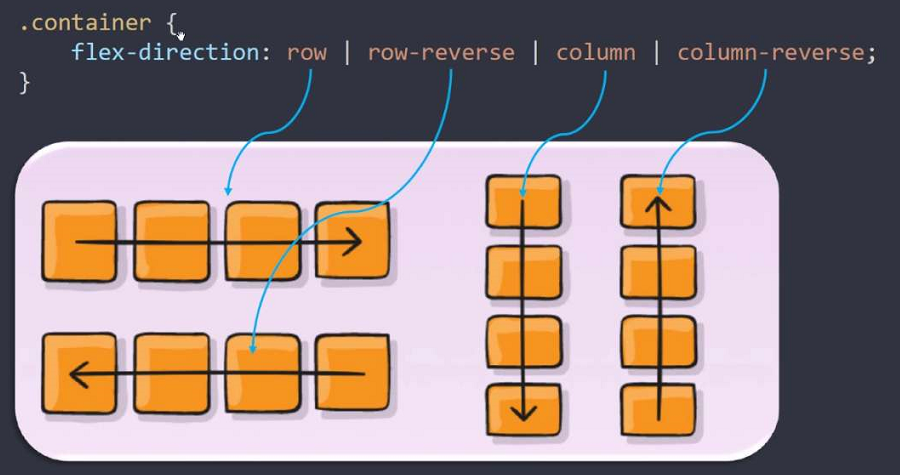 .container {
flex-direction: row | row-reverse | column | column-reverse;
}